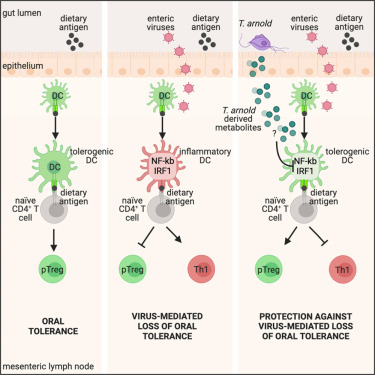 gut lumen
dietary
antigen
epithelium
DC
tolerogenic
DC
DC
naïve
CD4⁺ T
cell
dietary
antigen
pTreg
ORAL
TOLERANCE
mesenteric lymph node
enteric
viruses
dietary
antigen
DC
inflammatory
DC
NF-kb
IRF1
naïve
CD4⁺ T
cell
dietary
antigen
pTreg
Th1
VIRUS-MEDIATED
LOSS OF ORAL
TOLERANCE
T. arnold
enteric
viruses
dietary
antigen
DC
T. arnold
derived
metabolites
?
tolerogenic
DC
NF-kb
IRF1
naïve
CD4⁺ T
cell
dietary
antigen
pTreg
Th1
PROTECTION AGAINST
VIRUS-MEDIATED LOSS
OF ORAL TOLERANCE